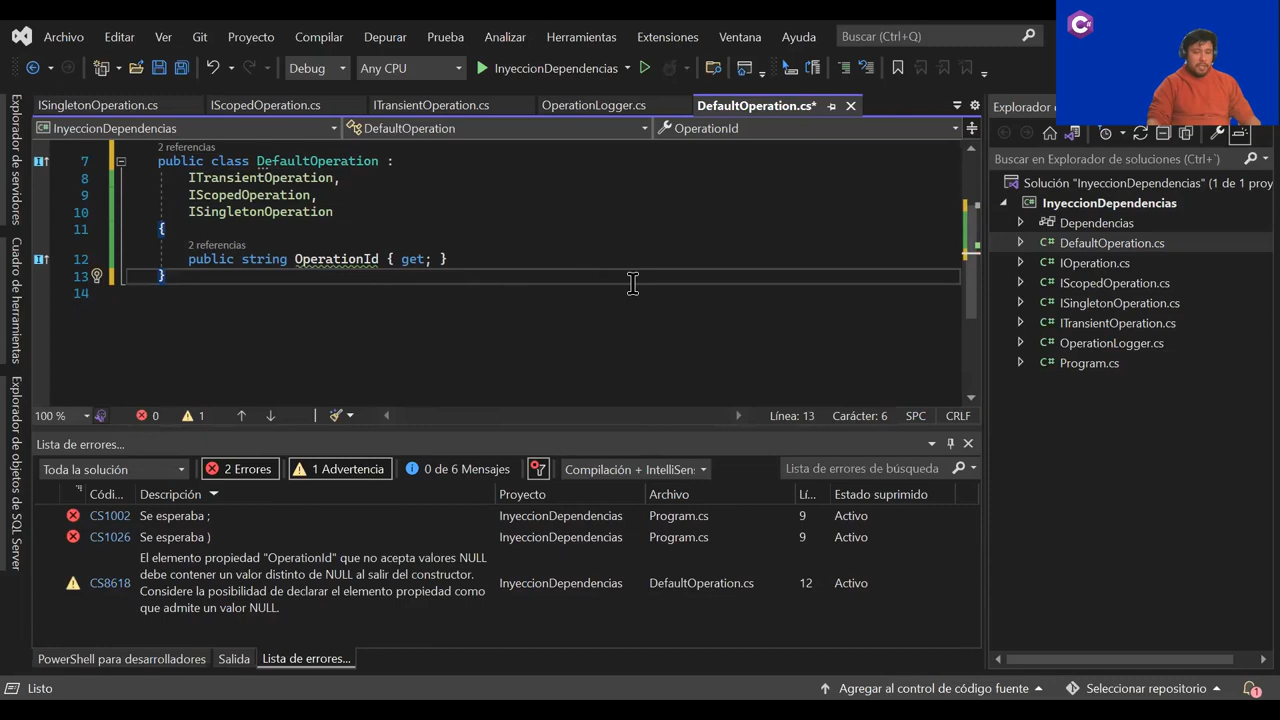 Archivo Editar Ver Git Proyecto Compilar Depurar Prueba Analizar Herramientas Extensiones Ventana Ayuda Buscar (Ctrl+Q)
Debug Any CPU InyeccionDependencias
ISingletonOperation.cs IScopedOperation.cs ITransientOperation.cs OperationLogger.cs DefaultOperation.cs*
InyeccionDependencias DefaultOperation OperationId
Explorador de servidores
Cuadro de herramientas
Explorador de objetos de SQL Server
2 referencias
7 public class DefaultOperation :
8 ITransientOperation,
9 IScopedOperation,
10 ISingletonOperation
11 {
2 referencias
12 public string OperationId { get; }
13 }
14
100 % 0 1 Línea: 13 Carácter: 6 SPC CRLF
Lista de errores...
Toda la solución 2 Errores 1 Advertencia 0 de 6 Mensajes Compilación + IntelliSen: Lista de errores de búsqueda
Códi... Descripción Proyecto Archivo Lí... Estado suprimido
CS1002 Se esperaba ; InyeccionDependencias Program.cs 9 Activo
CS1026 Se esperaba ) InyeccionDependencias Program.cs 9 Activo
El elemento propiedad "OperationId" que no acepta valores NULL
debe contener un valor distinto de NULL al salir del constructor.
CS8618 InyeccionDependencias DefaultOperation.cs 12 Activo
Considere la posibilidad de declarar el elemento propiedad como
que admite un valor NULL.
PowerShell para desarrolladores Salida Lista de errores...
Listo Agregar al control de código fuente Seleccionar repositorio 1
C#
Explorador
Buscar en Explorador de soluciones (Ctrl+`)
Solución "InyeccionDependencias" (1 de 1 proy
InyeccionDependencias
Dependencias
C# DefaultOperation.cs
C# IOperation.cs
C# IScopedOperation.cs
C# ISingletonOperation.cs
C# ITransientOperation.cs
C# OperationLogger.cs
C# Program.cs